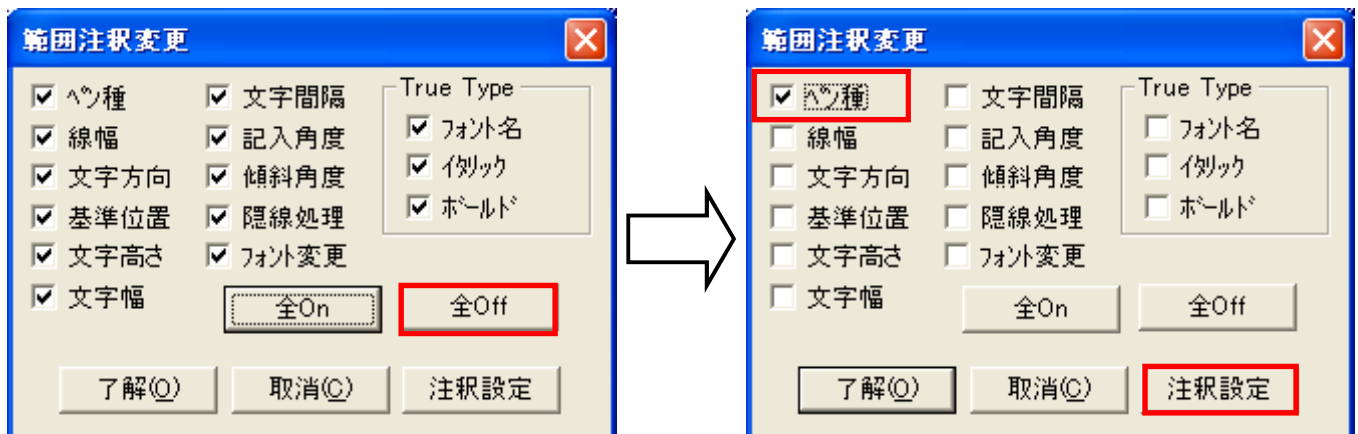 範囲注釈変更
ﾍﾟﾝ種 文字間隔 True Type
線幅 記入角度 ﾌｫﾝﾄ名
文字方向 傾斜角度 ｲﾀﾘｯｸ
基準位置 隠線処理 ﾎﾞｰﾙﾄﾞ
文字高さ ﾌｫﾝﾄ変更
文字幅 全On 全Off
了解(O) 取消(C) 注釈設定
範囲注釈変更
ﾍﾟﾝ種 文字間隔 True Type
線幅 記入角度 ﾌｫﾝﾄ名
文字方向 傾斜角度 ｲﾀﾘｯｸ
基準位置 隠線処理 ﾎﾞｰﾙﾄﾞ
文字高さ ﾌｫﾝﾄ変更
文字幅 全On 全Off
了解(O) 取消(C) 注釈設定